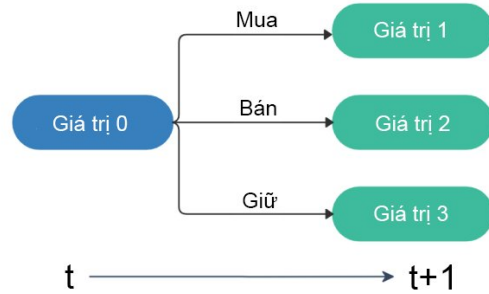 Mua
Giá trị 1
Giá trị 0
Bán
Giá trị 2
Giữ
Giá trị 3
t
t+1